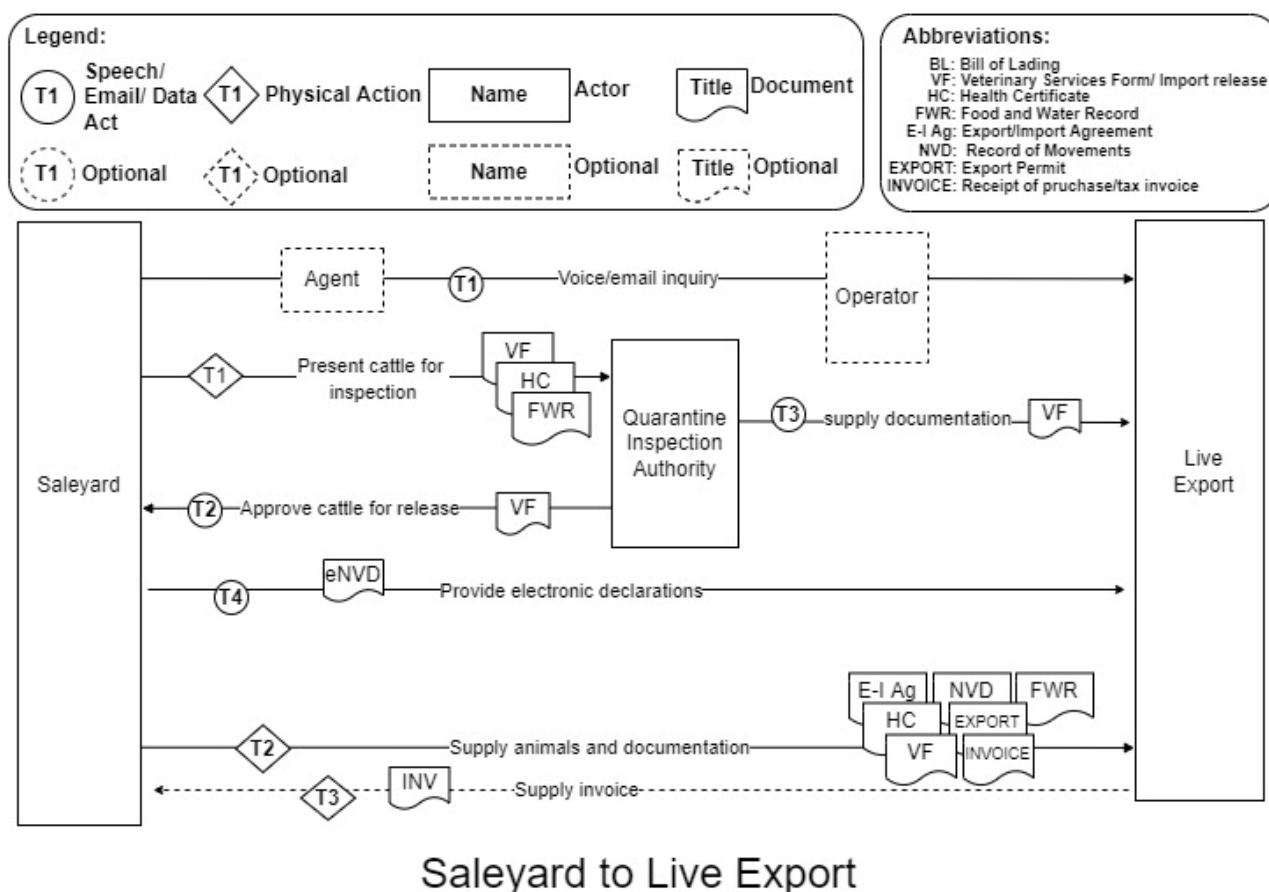 Legend:
T1
Speech/
Email/ Data
Act
T1
Physical Action
Name
Actor
Title
Document
T1
Optional
T1
Optional
Name
Optional
Title
Optional
Abbreviations:
BL: Bill of Lading
VF: Veterinary Services Form/ Import release
HC: Health Certificate
FWR: Food and Water Record
E-I Ag: Export/Import Agreement
NVD: Record of Movements
EXPORT: Export Permit
INVOICE: Receipt of pruchase/tax invoice
Saleyard
Live
Export
Agent
T1
Voice/email inquiry
Operator
T1
Present cattle for
inspection
VF
HC
FWR
Quarantine
Inspection
Authority
T3
supply documentation
VF
T2
Approve cattle for release
VF
T4
eNVD
Provide electronic declarations
T2
Supply animals and documentation
E-I Ag
NVD
FWR
HC
EXPORT
VF
INVOICE
T3
INV
Supply invoice
Saleyard to Live Export